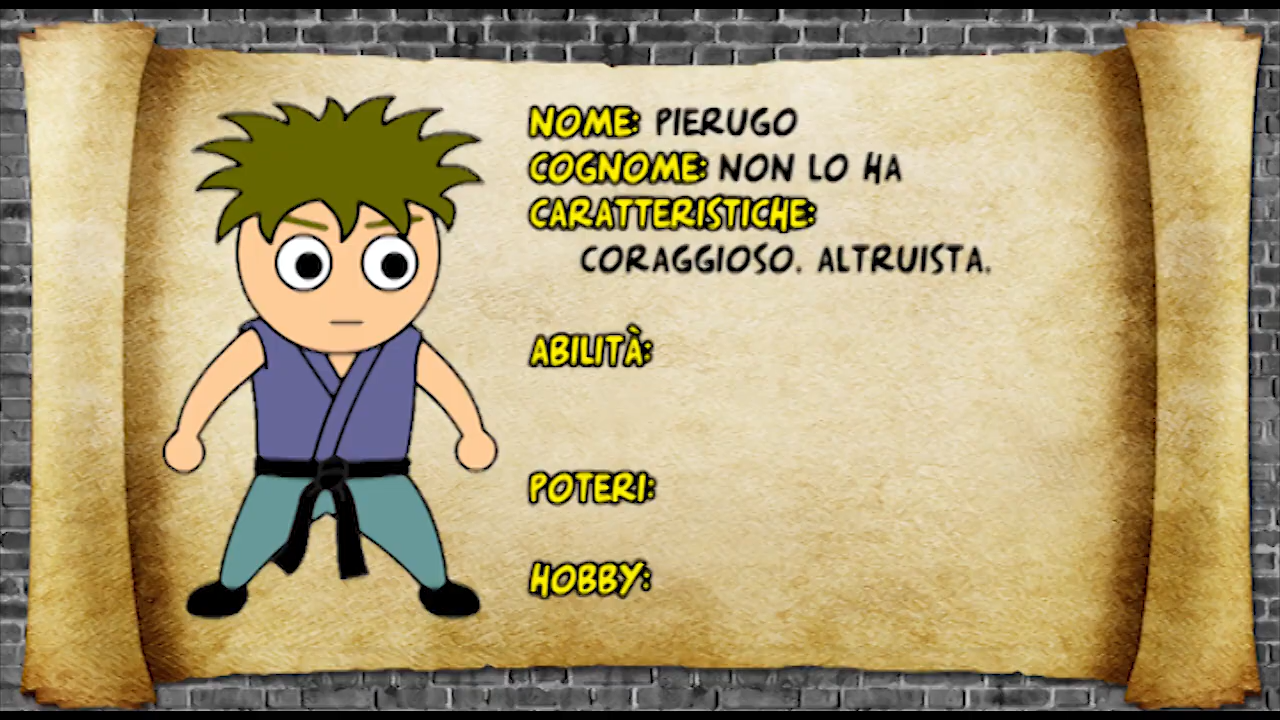 NOME: PIERUGO
COGNOME: NON LO HA
CARATTERISTICHE:
CORAGGIOSO. ALTRUISTA.
ABILITÀ:
POTERI:
HOBBY: